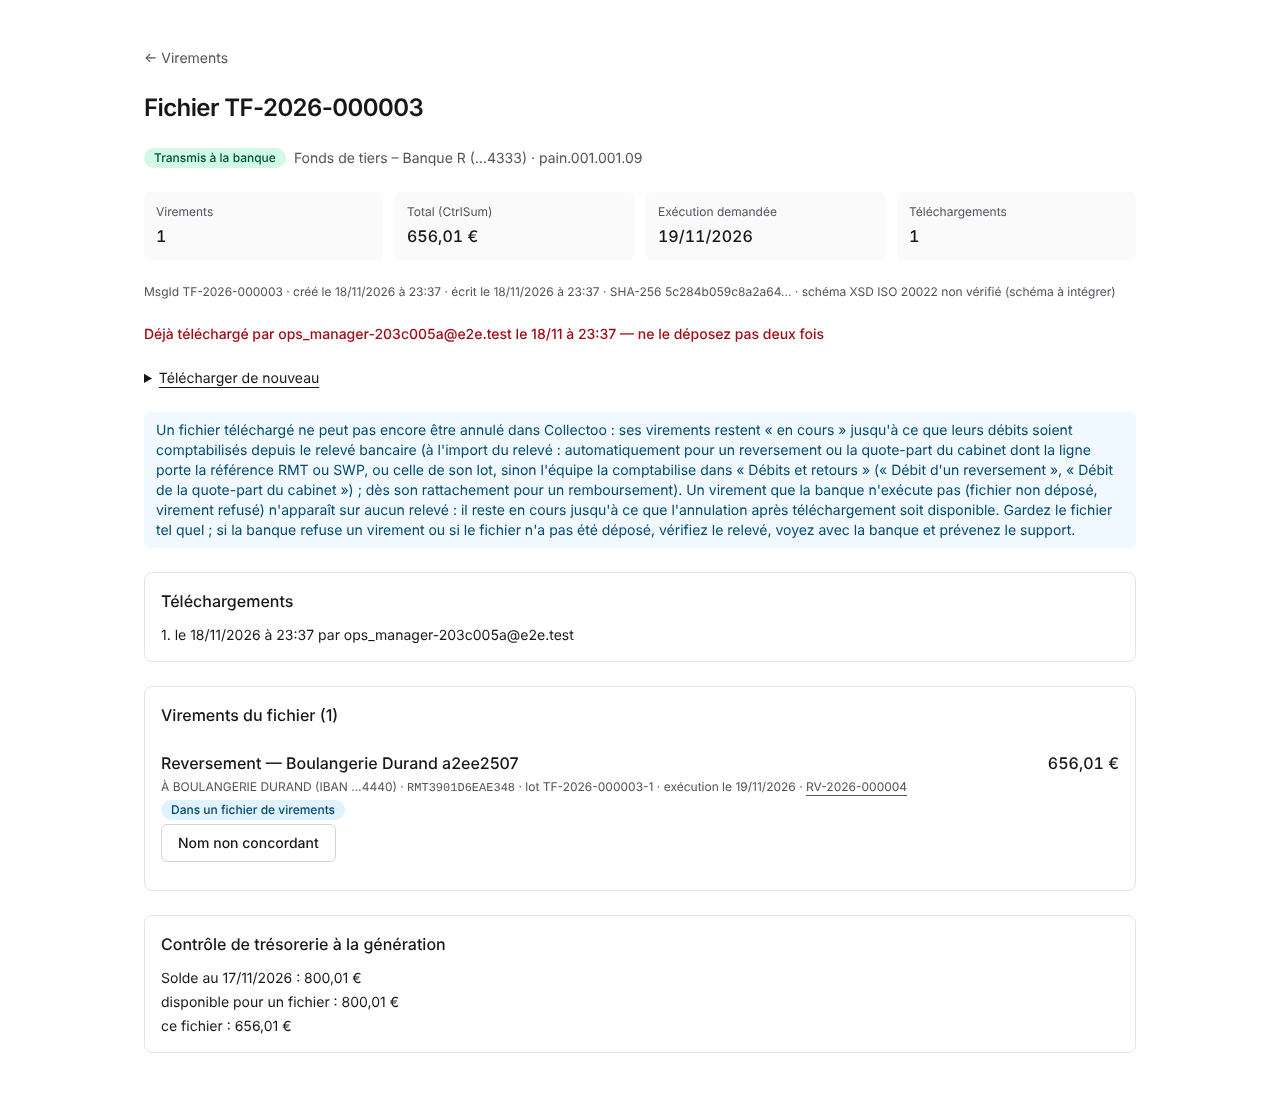 ← Virements
Fichier TF-2026-000003
Transmis à la banque Fonds de tiers – Banque R (…4333) · pain.001.001.09
Virements Total (CtrlSum) Exécution demandée Téléchargements
1 656,01 € 19/11/2026 1
MsgId TF-2026-000003 · créé le 18/11/2026 à 23:37 · écrit le 18/11/2026 à 23:37 · SHA-256 5c284b059c8a2a64… · schéma XSD ISO 20022 non vérifié (schéma à intégrer)
Déjà téléchargé par ops_manager-203c005a@e2e.test le 18/11 à 23:37 — ne le déposez pas deux fois
▶ Télécharger de nouveau
Un fichier téléchargé ne peut pas encore être annulé dans Collectoo : ses virements restent « en cours » jusqu'à ce que leurs débits soient
comptabilisés depuis le relevé bancaire (à l'import du relevé : automatiquement pour un reversement ou la quote-part du cabinet dont la ligne
porte la référence RMT ou SWP, ou celle de son lot, sinon l'équipe la comptabilise dans « Débits et retours » (« Débit d'un reversement », « Débit
de la quote-part du cabinet ») ; dès son rattachement pour un remboursement). Un virement que la banque n'exécute pas (fichier non déposé,
virement refusé) n'apparaît sur aucun relevé : il reste en cours jusqu'à ce que l'annulation après téléchargement soit disponible. Gardez le fichier
tel quel ; si la banque refuse un virement ou si le fichier n'a pas été déposé, vérifiez le relevé, voyez avec la banque et prévenez le support.
Téléchargements
1. le 18/11/2026 à 23:37 par ops_manager-203c005a@e2e.test
Virements du fichier (1)
Reversement — Boulangerie Durand a2ee2507 656,01 €
À BOULANGERIE DURAND (IBAN …4440) · RMT3901D6EAE348 · lot TF-2026-000003-1 · exécution le 19/11/2026 · RV-2026-000004
Dans un fichier de virements
Nom non concordant
Contrôle de trésorerie à la génération
Solde au 17/11/2026 : 800,01 €
disponible pour un fichier : 800,01 €
ce fichier : 656,01 €